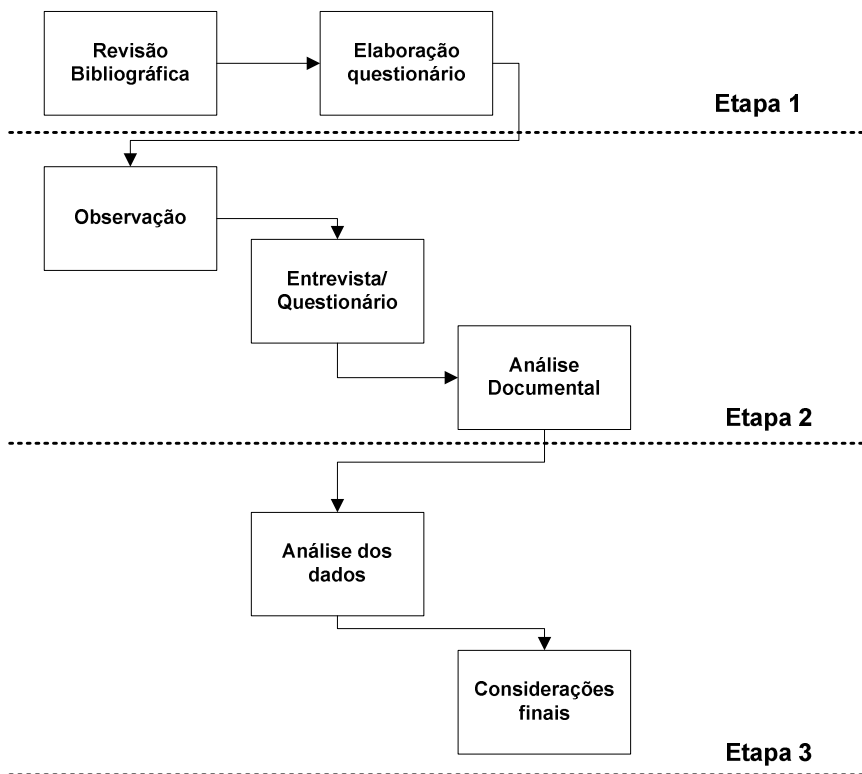 Revisão
Bibliográfica
Elaboração
questionário
Etapa 1
Observação
Entrevista/
Questionário
Análise
Documental
Etapa 2
Análise dos
dados
Considerações
finais
Etapa 3